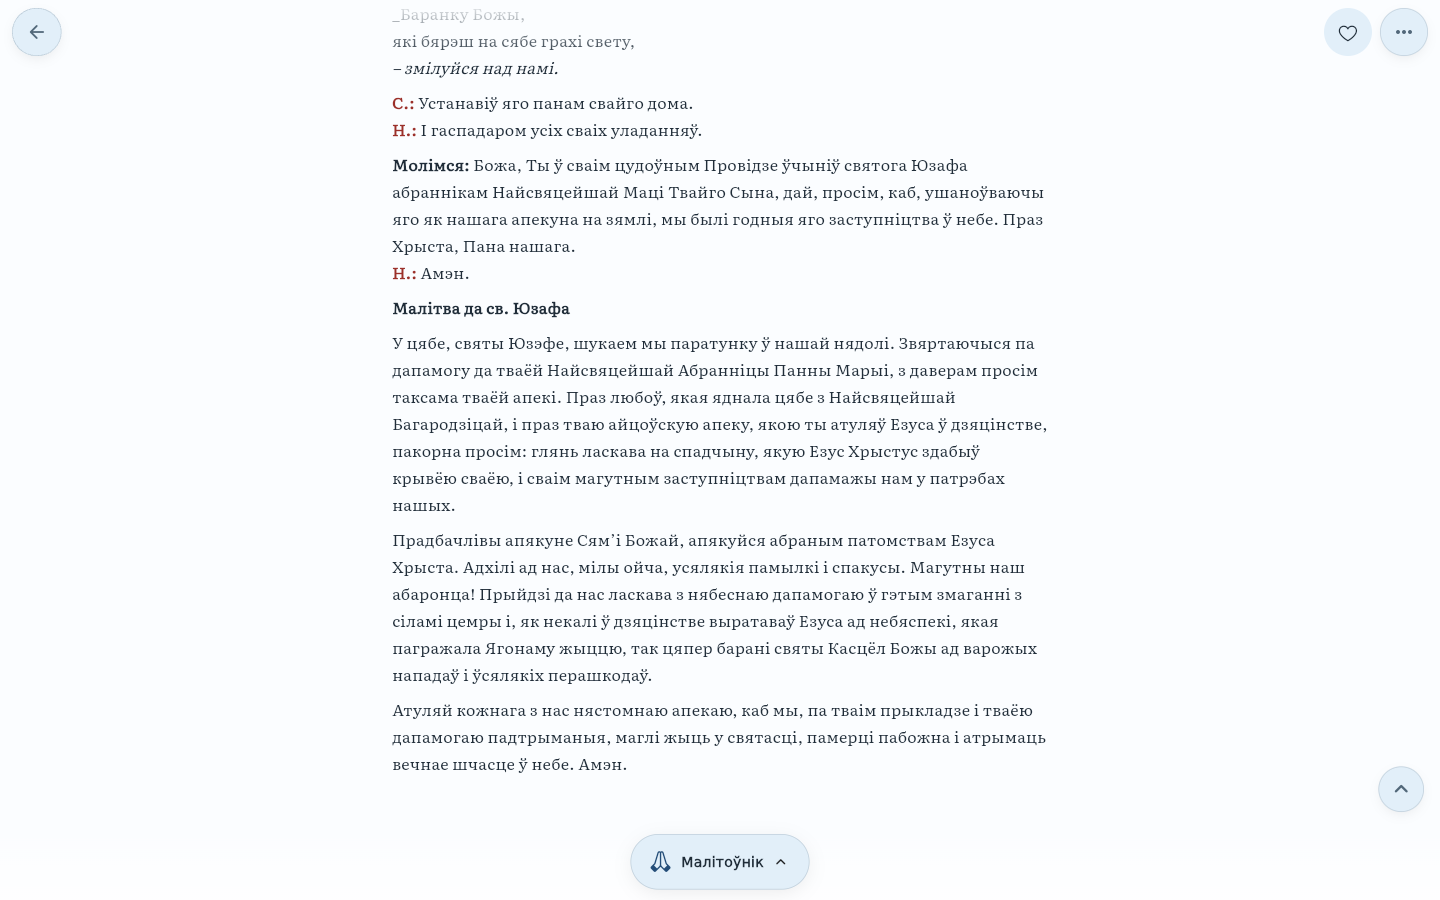 _Баранку Божы,
які бярэш на сябе грахі свету,
– змілуйся над намі.
С.: Устанавіў яго панам свайго дома.
Н.: І гаспадаром усіх сваіх уладанняў.
Молімся: Божа, Ты ў сваім цудоўным Провідзе ўчыніў святога Юзафа
абраннікам Найсвяцейшай Маці Твайго Сына, дай, просім, каб, ушаноўваючы
яго як нашага апекуна на зямлі, мы былі годныя яго заступніцтва ў небе. Праз
Хрыста, Пана нашага.
Н.: Амэн.
Малітва да св. Юзафа
У цябе, святы Юзэфе, шукаем мы паратунку ў нашай нядолі. Звяртаючыся па
дапамогу да тваёй Найсвяцейшай Абранніцы Панны Марыі, з даверам просім
таксама тваёй апекі. Праз любоў, якая яднала цябе з Найсвяцейшай
Багародзіцай, і праз тваю айцоўскую апеку, якою ты атуляў Езуса ў дзяцінстве,
пакорна просім: глянь ласкава на спадчыну, якую Езус Хрыстус здабыў
крывёю сваёю, і сваім магутным заступніцтвам дапамажы нам у патрэбах
нашых.
Прадбачлівы апякуне Сям’і Божай, апякуйся абраным патомствам Езуса
Хрыста. Адхілі ад нас, мілы ойча, усялякія памылкі і спакусы. Магутны наш
абаронца! Прыйдзі да нас ласкава з нябеснаю дапамогаю ў гэтым змаганні з
сіламі цемры і, як некалі ў дзяцінстве выратаваў Езуса ад небяспекі, якая
пагражала Ягонаму жыццю, так цяпер барані святы Касцёл Божы ад варожых
нападаў і ўсялякіх перашкодаў.
Атуляй кожнага з нас нястомнаю апекаю, каб мы, па тваім прыкладзе і тваёю
дапамогаю падтрыманыя, маглі жыць у святасці, памерці пабожна і атрымаць
вечнае шчасце ў небе. Амэн.
Малітоўнік